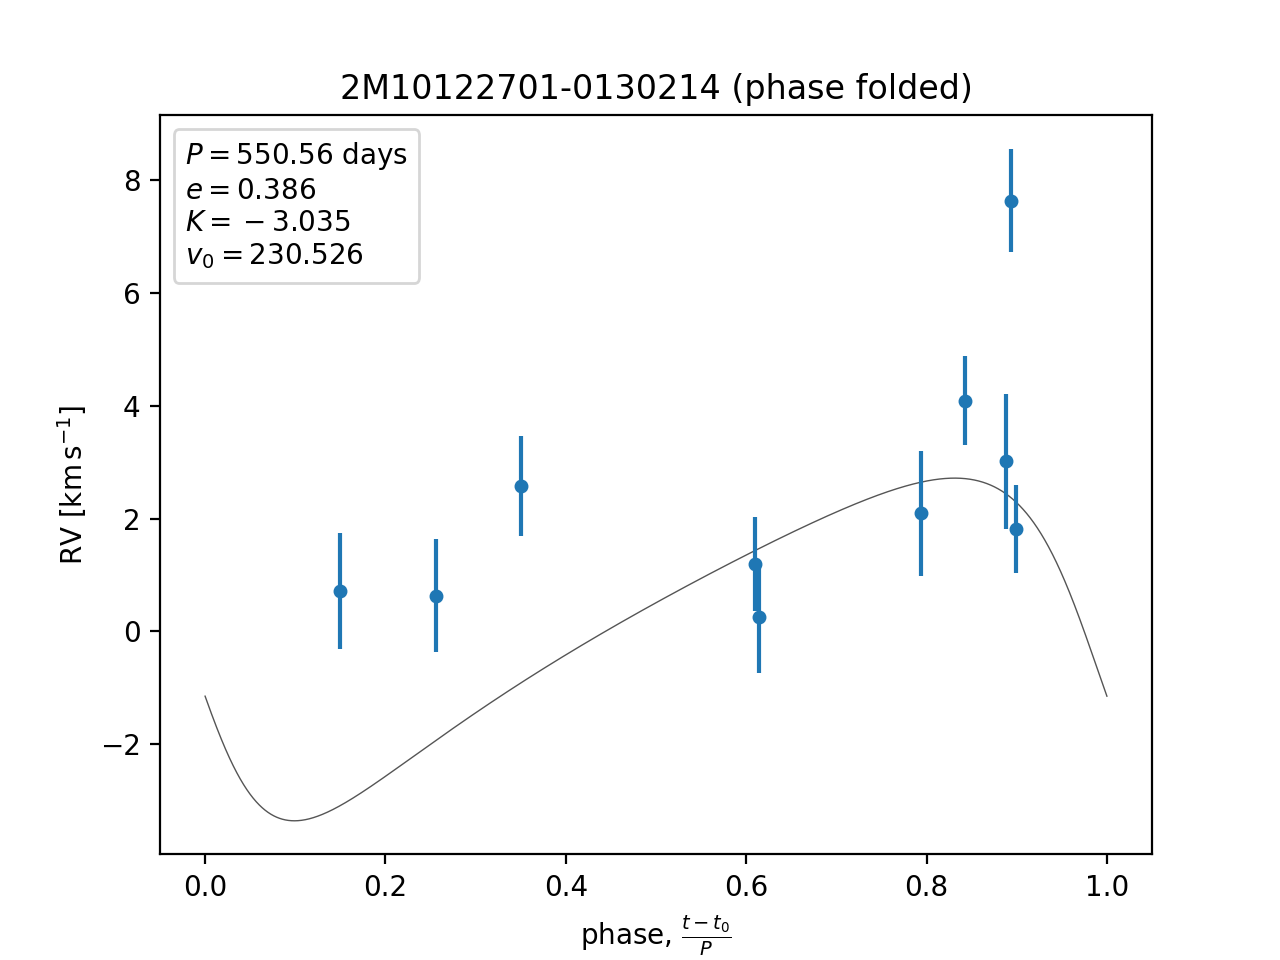 2M10122701-0130214 (phase folded)
P = 550.56 days
e = 0.386
K = −3.035
v₀ = 230.526
8
6
4
2
0
−2
RV [km s⁻¹]
0.0 0.2 0.4 0.6 0.8 1.0
phase, (t − t₀)/P